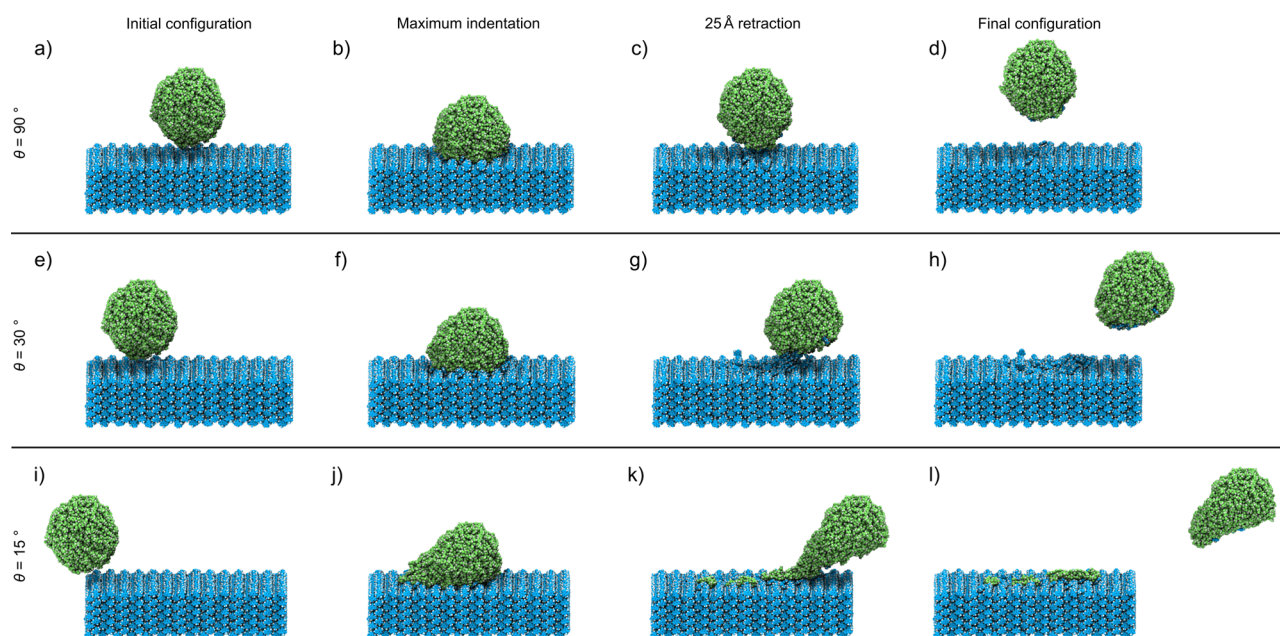 Initial configuration
Maximum indentation
25 Å retraction
Final configuration
a)
b)
c)
d)
θ = 90 °
e)
f)
g)
h)
θ = 30 °
i)
j)
k)
l)
θ = 15 °